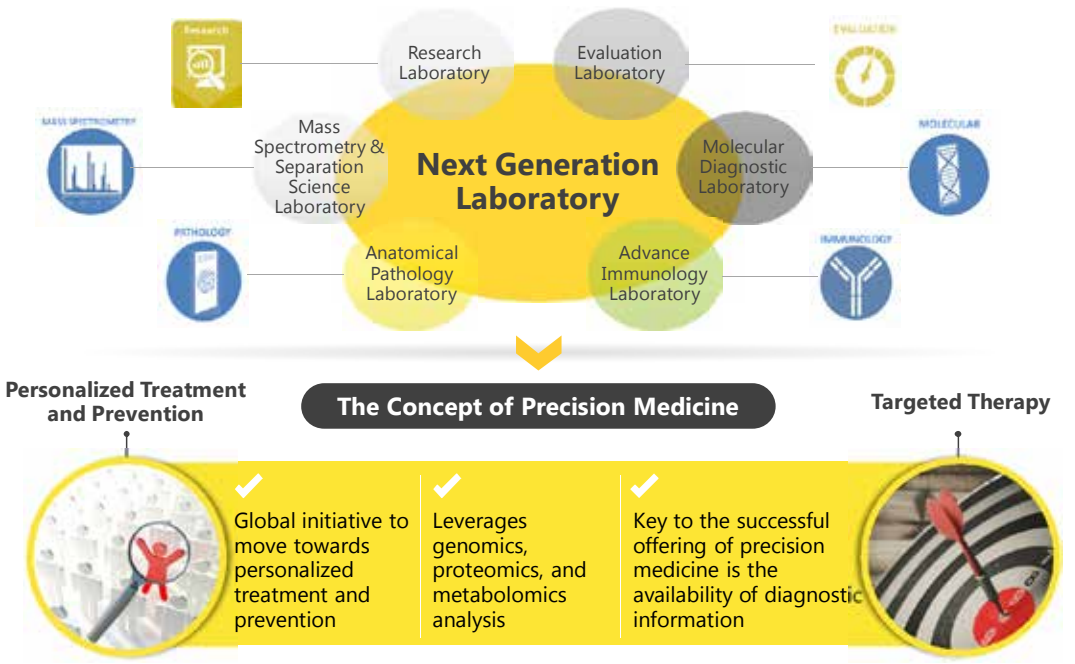 Research
EVALUATION
Research
Laboratory
Evaluation
Laboratory
MASS SPECTROMETRY
Mass
Spectrometry &
Separation
Science
Laboratory
Next Generation
Laboratory
Molecular
Diagnostic
Laboratory
MOLECULAR
PATHOLOGY
Anatomical
Pathology
Laboratory
Advance
Immunology
Laboratory
IMMUNOLOGY
Personalized Treatment
and Prevention
The Concept of Precision Medicine
Targeted Therapy
Global initiative to
move towards
personalized
treatment and
prevention
Leverages
genomics,
proteomics, and
metabolomics
analysis
Key to the successful
offering of precision
medicine is the
availability of diagnostic
information